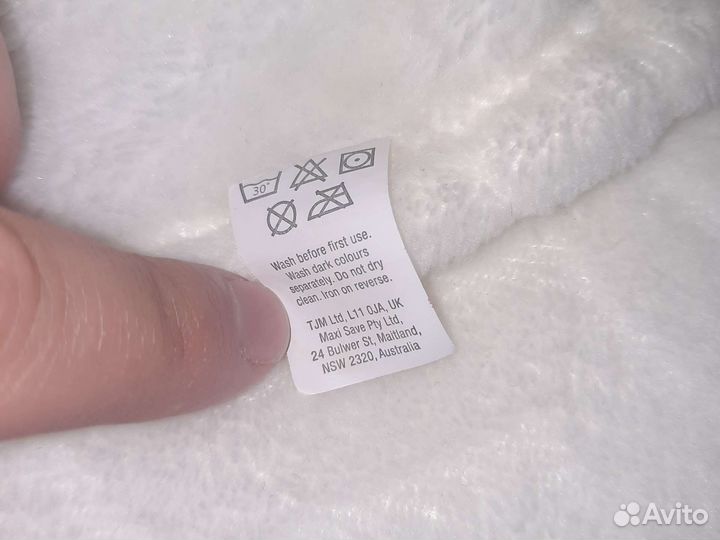 30°
Wash before first use.
Wash dark colours
separately. Do not dry
clean. Iron on reverse.
TJM Ltd, L11 0JA, UK
Maxi Save Pty Ltd,
24 Bulwer St, Maitland,
NSW 2320, Australia
Avito